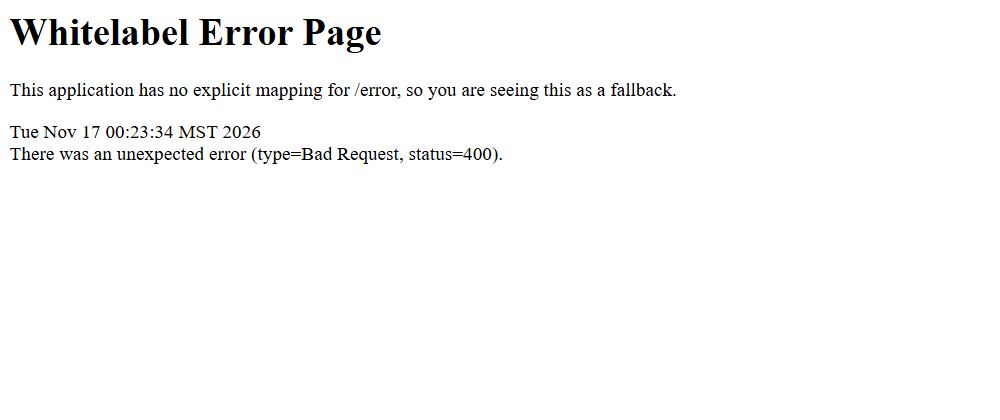 Whitelabel Error Page
This application has no explicit mapping for /error, so you are seeing this as a fallback.
Tue Nov 17 00:23:34 MST 2026
There was an unexpected error (type=Bad Request, status=400).